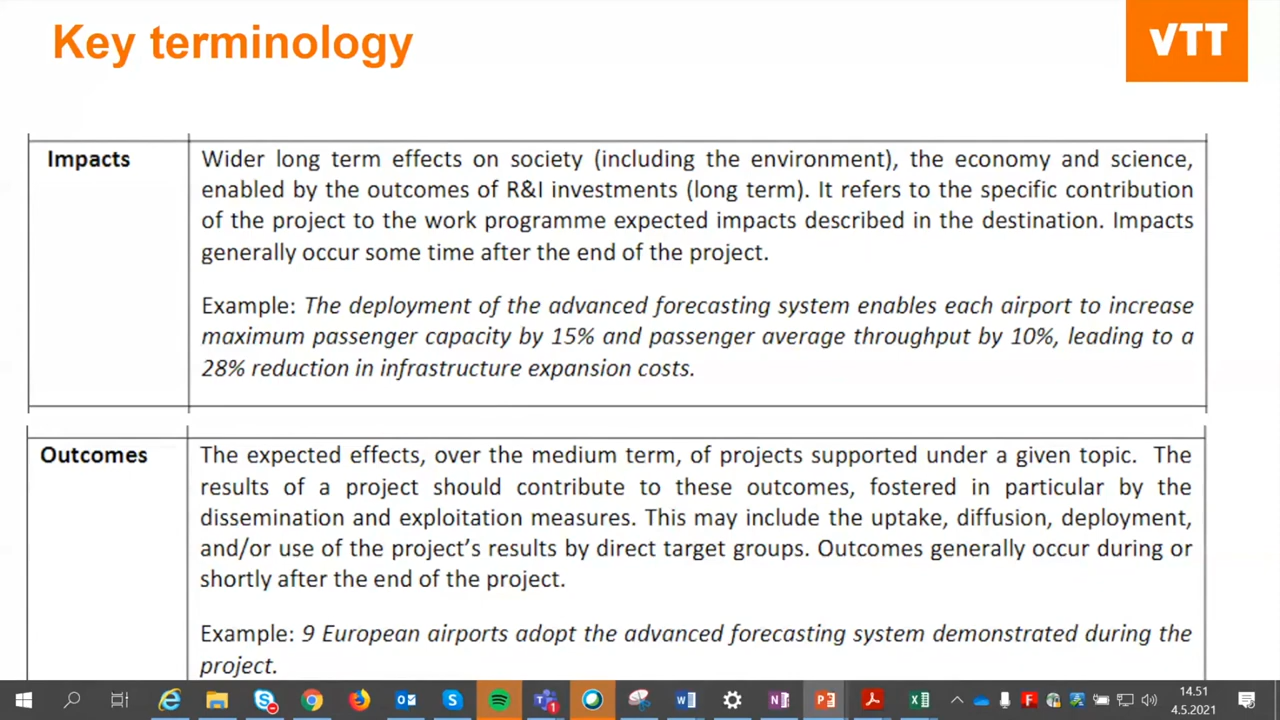 Key terminology
VTT
Impacts
Wider long term effects on society (including the environment), the economy and science,
enabled by the outcomes of R&I investments (long term). It refers to the specific contribution
of the project to the work programme expected impacts described in the destination. Impacts
generally occur some time after the end of the project.
Example: The deployment of the advanced forecasting system enables each airport to increase
maximum passenger capacity by 15% and passenger average throughput by 10%, leading to a
28% reduction in infrastructure expansion costs.
Outcomes
The expected effects, over the medium term, of projects supported under a given topic. The
results of a project should contribute to these outcomes, fostered in particular by the
dissemination and exploitation measures. This may include the uptake, diffusion, deployment,
and/or use of the project's results by direct target groups. Outcomes generally occur during or
shortly after the end of the project.
Example: 9 European airports adopt the advanced forecasting system demonstrated during the
project.
14.51
4.5.2021